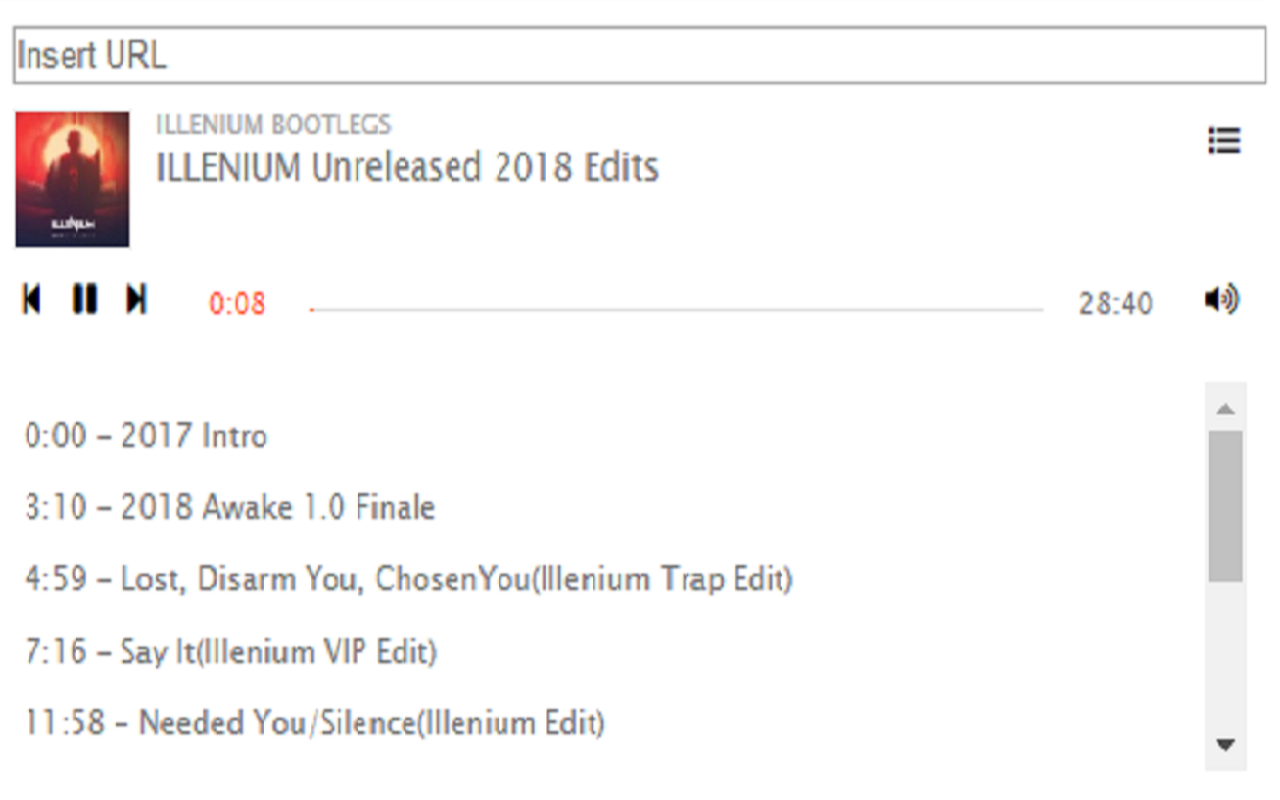 Insert URL
ILLENIUM BOOTLEGS
ILLENIUM Unreleased 2018 Edits
ILLENIUM
0:08
28:40
0:00 – 2017 Intro
3:10 – 2018 Awake 1.0 Finale
4:59 – Lost, Disarm You, ChosenYou(Illenium Trap Edit)
7:16 – Say It(Illenium VIP Edit)
11:58 – Needed You/Silence(Illenium Edit)